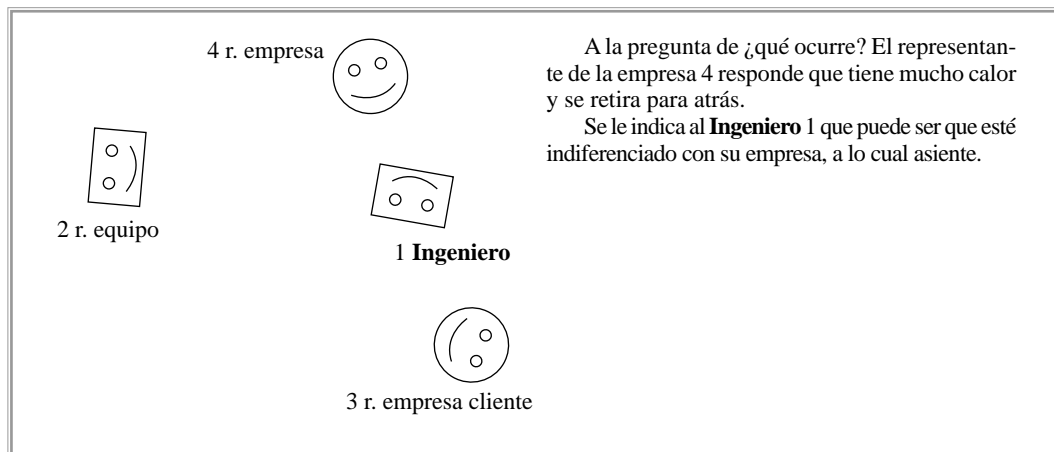 4 r. empresa
2 r. equipo
1 Ingeniero
3 r. empresa cliente
A la pregunta de ¿qué ocurre? El representan-
te de la empresa 4 responde que tiene mucho calor
y se retira para atrás.
Se le indica al Ingeniero 1 que puede ser que esté
indiferenciado con su empresa, a lo cual asiente.